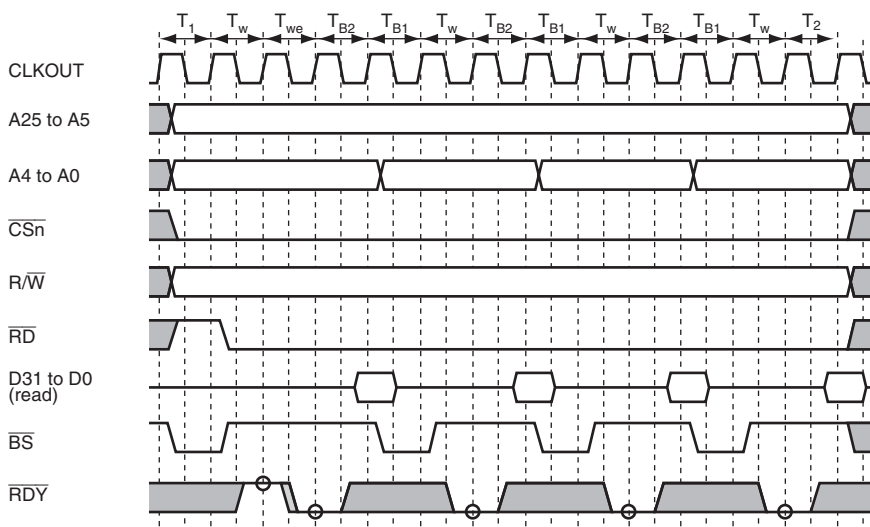 T1 Tw Twe TB2 TB1 Tw TB2 TB1 Tw TB2 TB1 Tw T2
CLKOUT
A25 to A5
A4 to A0
CSn
R/W
RD
D31 to D0
(read)
BS
RDY